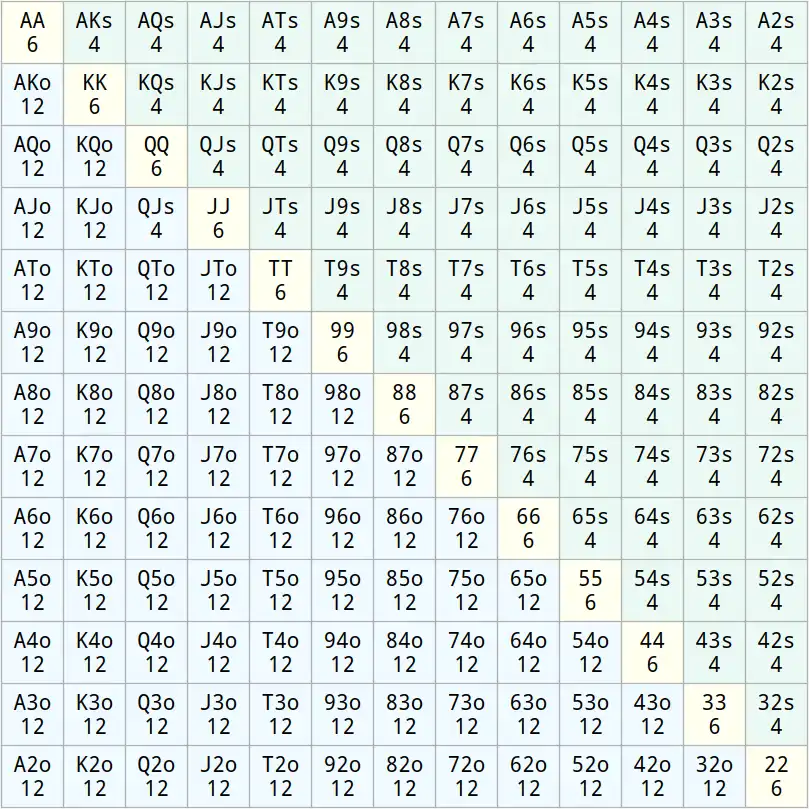 AA AKs AQs AJs ATs A9s A8s A7s A6s A5s A4s A3s A2s
6 4 4 4 4 4 4 4 4 4 4 4 4
AKo KK KQs KJs KTs K9s K8s K7s K6s K5s K4s K3s K2s
12 6 4 4 4 4 4 4 4 4 4 4 4
AQo KQo QQ QJs QTs Q9s Q8s Q7s Q6s Q5s Q4s Q3s Q2s
12 12 6 4 4 4 4 4 4 4 4 4 4
AJo KJo QJs JJ JTs J9s J8s J7s J6s J5s J4s J3s J2s
12 12 4 6 4 4 4 4 4 4 4 4 4
ATo KTo QTo JTo TT T9s T8s T7s T6s T5s T4s T3s T2s
12 12 12 12 6 4 4 4 4 4 4 4 4
A9o K9o Q9o J9o T9o 99 98s 97s 96s 95s 94s 93s 92s
12 12 12 12 12 6 4 4 4 4 4 4 4
A8o K8o Q8o J8o T8o 98o 88 87s 86s 85s 84s 83s 82s
12 12 12 12 12 12 6 4 4 4 4 4 4
A7o K7o Q7o J7o T7o 97o 87o 77 76s 75s 74s 73s 72s
12 12 12 12 12 12 12 6 4 4 4 4 4
A6o K6o Q6o J6o T6o 96o 86o 76o 66 65s 64s 63s 62s
12 12 12 12 12 12 12 12 6 4 4 4 4
A5o K5o Q5o J5o T5o 95o 85o 75o 65o 55 54s 53s 52s
12 12 12 12 12 12 12 12 12 6 4 4 4
A4o K4o Q4o J4o T4o 94o 84o 74o 64o 54o 44 43s 42s
12 12 12 12 12 12 12 12 12 12 6 4 4
A3o K3o Q3o J3o T3o 93o 83o 73o 63o 53o 43o 33 32s
12 12 12 12 12 12 12 12 12 12 12 6 4
A2o K2o Q2o J2o T2o 92o 82o 72o 62o 52o 42o 32o 22
12 12 12 12 12 12 12 12 12 12 12 12 6